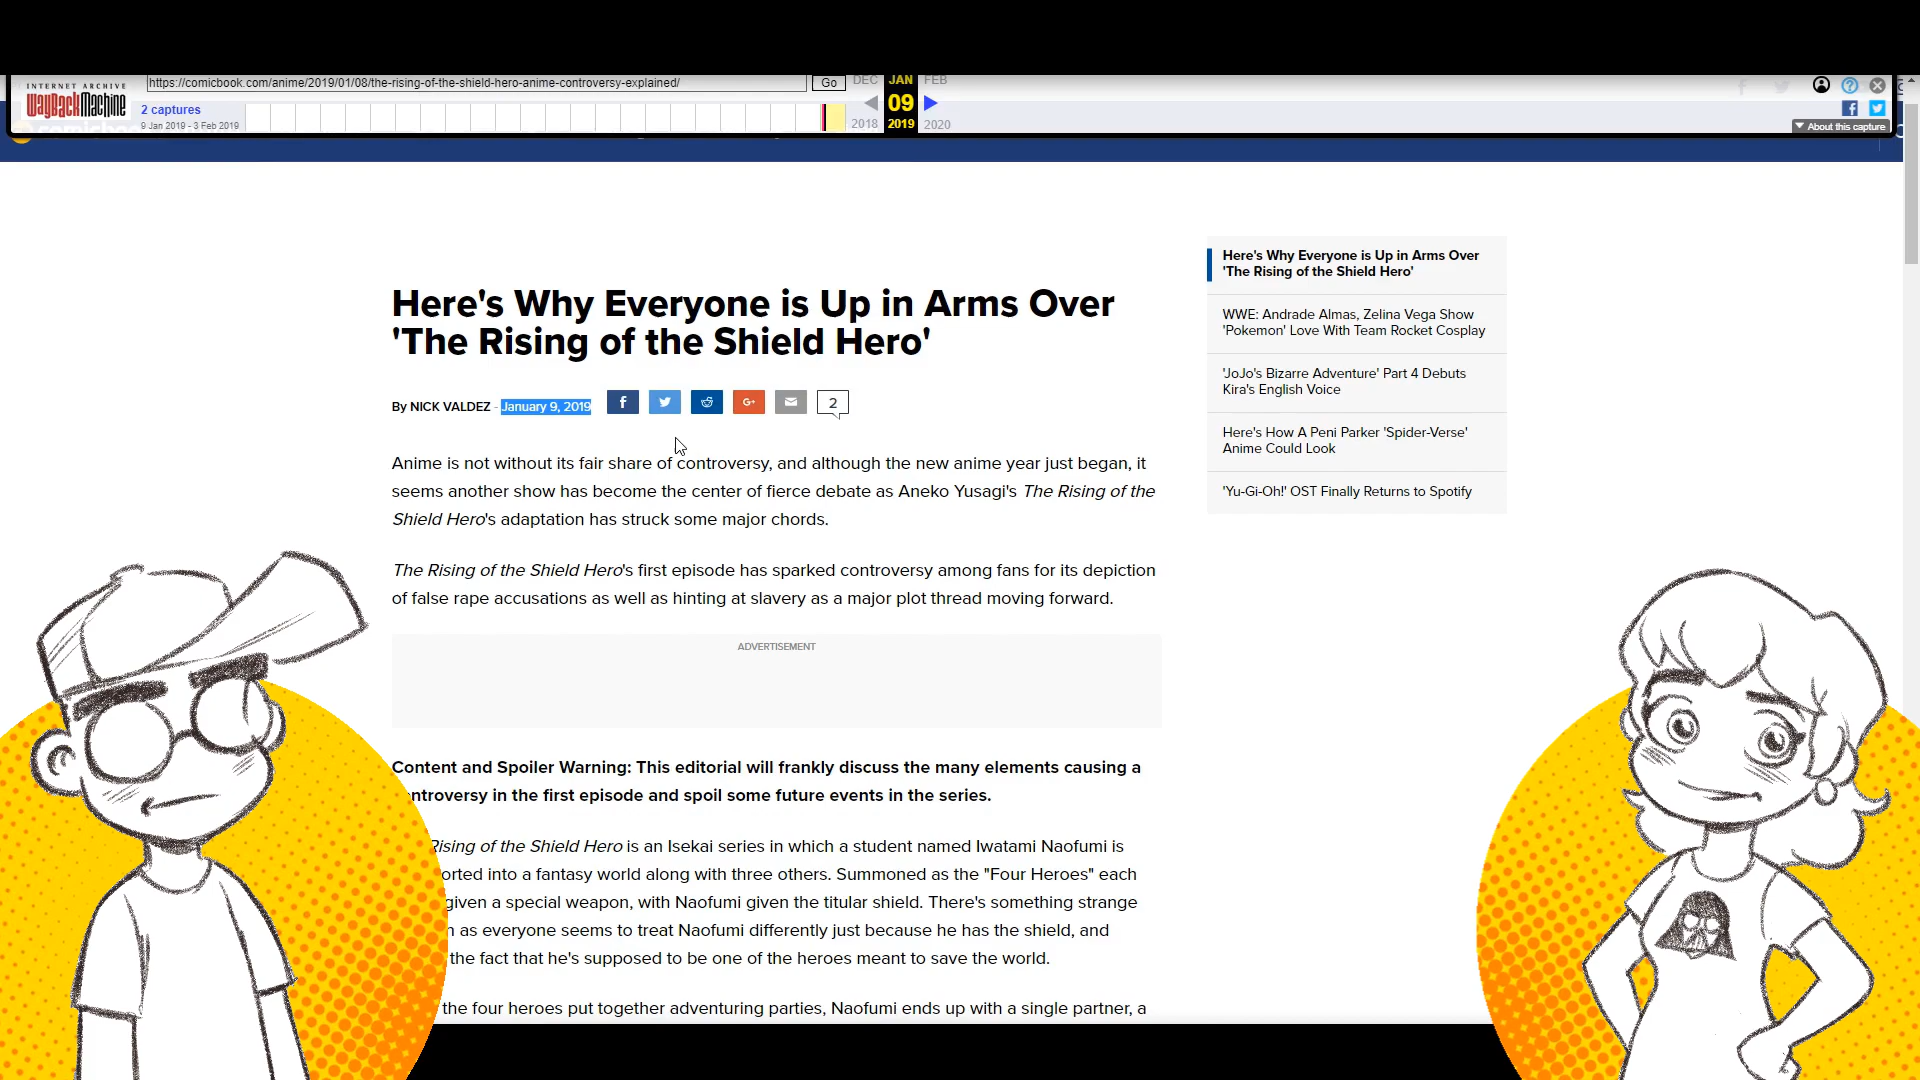 INTERNET ARCHIVE
WayBackMachine
https://comicbook.com/anime/2019/01/08/the-rising-of-the-shield-hero-anime-controversy-explained/
Go
DEC
JAN
FEB
2 captures
9 Jan 2019 - 3 Feb 2019
09
2018
2019
2020
About this capture
Here's Why Everyone is Up in Arms Over
'The Rising of the Shield Hero'
By NICK VALDEZ - January 9, 2019
f
G+
2
Anime is not without its fair share of controversy, and although the new anime year just began, it
seems another show has become the center of fierce debate as Aneko Yusagi's The Rising of the
Shield Hero's adaptation has struck some major chords.
The Rising of the Shield Hero's first episode has sparked controversy among fans for its depiction
of false rape accusations as well as hinting at slavery as a major plot thread moving forward.
ADVERTISEMENT
Content and Spoiler Warning: This editorial will frankly discuss the many elements causing a
ntroversy in the first episode and spoil some future events in the series.
Rising of the Shield Hero is an Isekai series in which a student named Iwatami Naofumi is
orted into a fantasy world along with three others. Summoned as the "Four Heroes" each
given a special weapon, with Naofumi given the titular shield. There's something strange
as everyone seems to treat Naofumi differently just because he has the shield, and
the fact that he's supposed to be one of the heroes meant to save the world.
the four heroes put together adventuring parties, Naofumi ends up with a single partner, a
Here's Why Everyone is Up in Arms Over
'The Rising of the Shield Hero'
WWE: Andrade Almas, Zelina Vega Show
'Pokemon' Love With Team Rocket Cosplay
'JoJo's Bizarre Adventure' Part 4 Debuts
Kira's English Voice
Here's How A Peni Parker 'Spider-Verse'
Anime Could Look
'Yu-Gi-Oh!' OST Finally Returns to Spotify